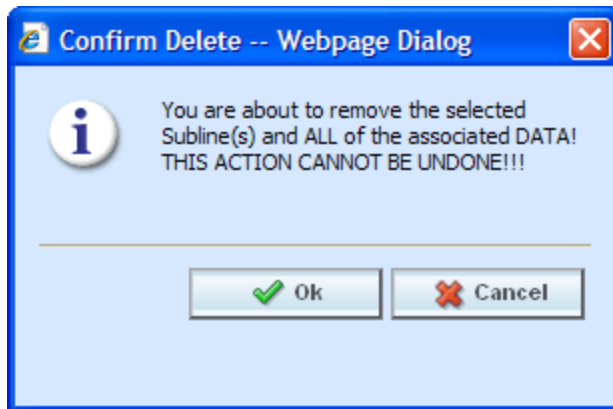 Confirm Delete -- Webpage Dialog
You are about to remove the selected
Subline(s) and ALL of the associated DATA!
THIS ACTION CANNOT BE UNDONE!!!
Ok
Cancel